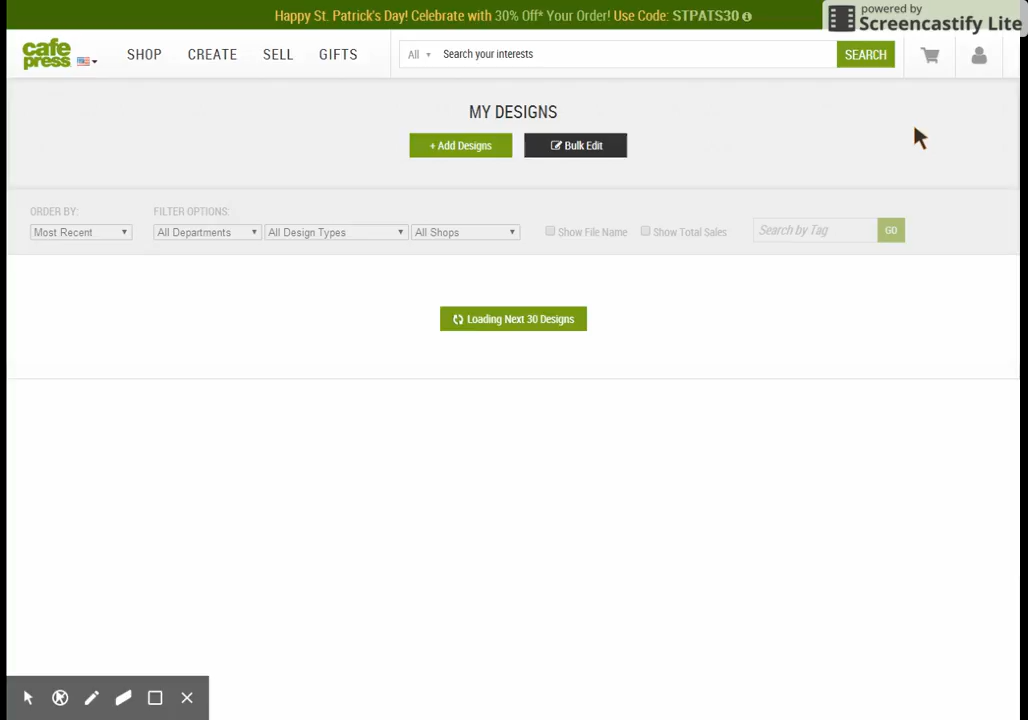 Happy St. Patrick's Day! Celebrate with 30% Off* Your Order! Use Code: STPATS30
powered by
Screencastify Lite
cafe
press
SHOP CREATE SELL GIFTS
All Search your interests SEARCH
MY DESIGNS
+ Add Designs Bulk Edit
ORDER BY: FILTER OPTIONS:
Most Recent All Departments All Design Types All Shops Show File Name Show Total Sales Search by Tag GO
Loading Next 30 Designs